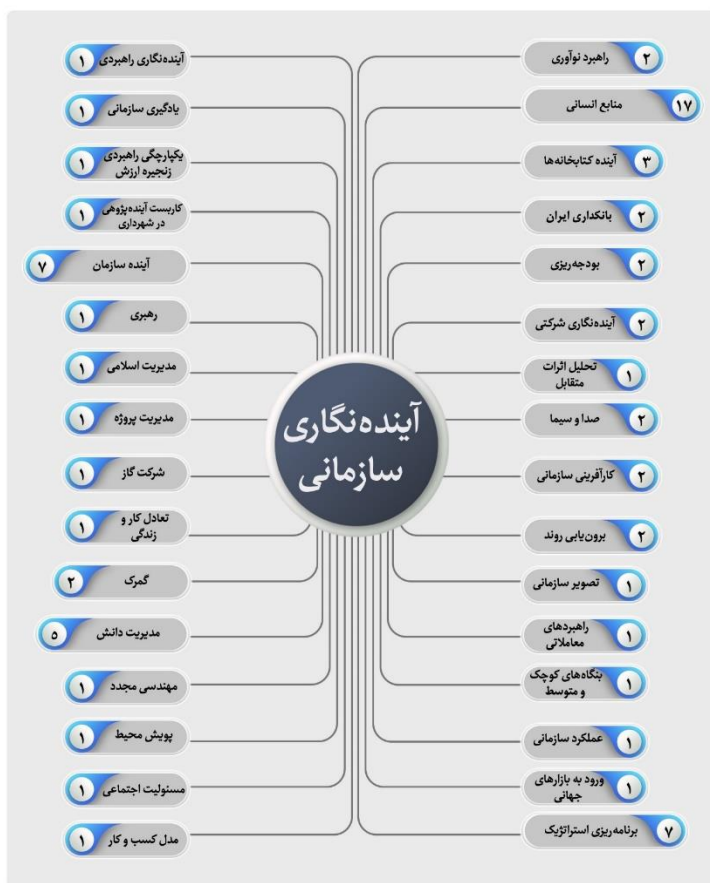 راهبرد نوآوری ۲
منابع انسانی ۱۷
آینده کتابخانه‌ها ۳
بانکداری ایران ۲
بودجه‌ریزی ۲
آینده‌نگاری شرکتی ۲
تحلیل اثرات
متقابل ۱
صدا و سیما ۲
کارآفرینی سازمانی ۲
برون‌یابی روند ۲
تصویر سازمانی ۱
راهبردهای
معاملاتی ۱
بنگاه‌های کوچک
و متوسط ۱
عملکرد سازمانی ۱
ورود به بازارهای
جهانی ۱
برنامه‌ریزی استراتژیک ۷
آینده‌نگاری
سازمانی
آینده‌نگاری راهبردی ۱
یادگیری سازمانی ۱
یکپارچگی راهبردی
زنجیره ارزش ۱
کاربست آینده‌پژوهی
در شهرداری ۱
آینده سازمان ۷
رهبری ۱
مدیریت اسلامی ۱
مدیریت پروژه ۱
شرکت گاز ۱
تعادل کار و
زندگی ۱
گمرک ۲
مدیریت دانش ۵
مهندسی مجدد ۱
پویش محیط ۱
مسئولیت اجتماعی ۱
مدل کسب و کار ۱